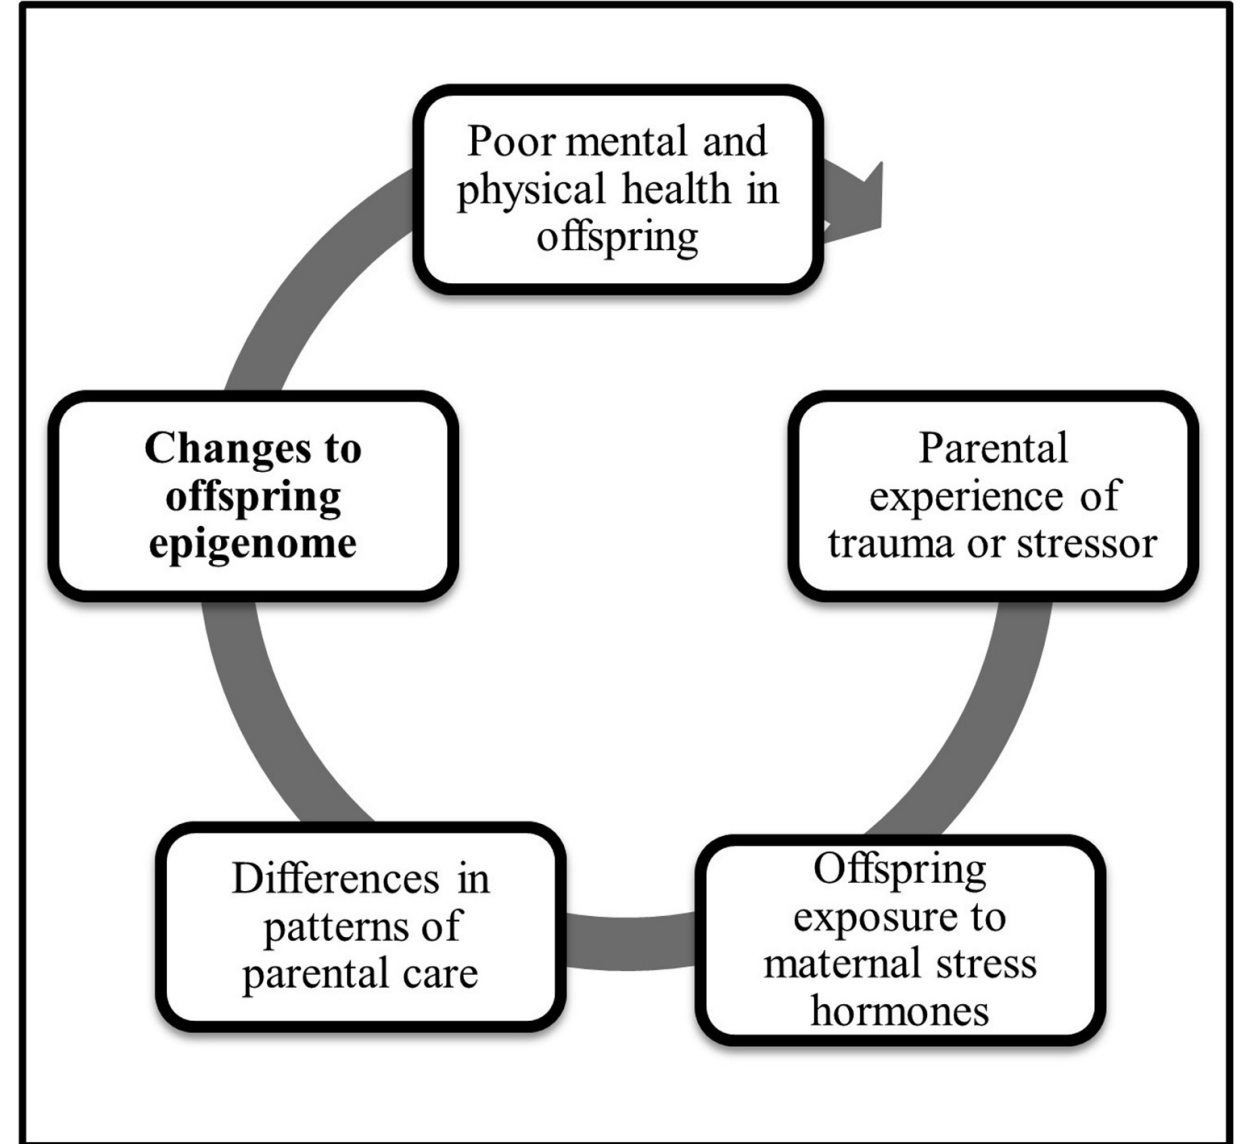 Poor mental and
physical health in
offspring
Parental
experience of
trauma or stressor
Offspring
exposure to
maternal stress
hormones
Differences in
patterns of
parental care
Changes to
offspring
epigenome